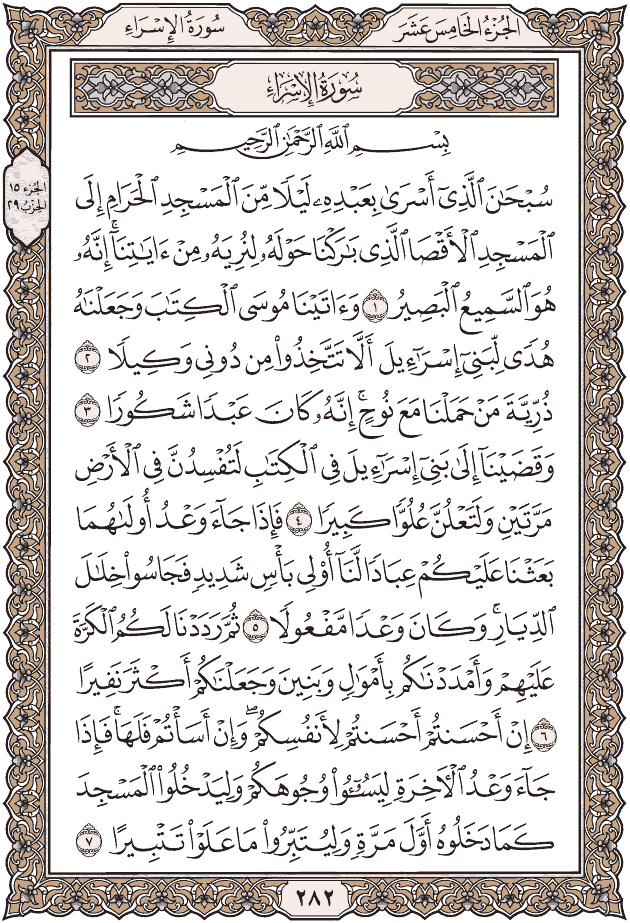 الجُزْءُ الخَامِسَ عَشَرَ
سُورَةُ الإِسْرَاءِ
سُورَةُ الإِسْرَاءِ
بِسْمِ اللَّهِ الرَّحْمَٰنِ الرَّحِيمِ
الجزء ١٥
الحزب ٢٩
سُبْحَٰنَ ٱلَّذِىٓ أَسْرَىٰ بِعَبْدِهِۦ لَيْلًا مِّنَ ٱلْمَسْجِدِ ٱلْحَرَامِ إِلَى
ٱلْمَسْجِدِ ٱلْأَقْصَا ٱلَّذِى بَٰرَكْنَا حَوْلَهُۥ لِنُرِيَهُۥ مِنْ ءَايَٰتِنَآ ۚ إِنَّهُۥ
هُوَ ٱلسَّمِيعُ ٱلْبَصِيرُ ١ وَءَاتَيْنَا مُوسَى ٱلْكِتَٰبَ وَجَعَلْنَٰهُ
هُدًى لِّبَنِىٓ إِسْرَٰٓءِيلَ أَلَّا تَتَّخِذُوا۟ مِن دُونِى وَكِيلًا ٢
ذُرِّيَّةَ مَنْ حَمَلْنَا مَعَ نُوحٍ ۚ إِنَّهُۥ كَانَ عَبْدًا شَكُورًا ٣
وَقَضَيْنَآ إِلَىٰ بَنِىٓ إِسْرَٰٓءِيلَ فِى ٱلْكِتَٰبِ لَتُفْسِدُنَّ فِى ٱلْأَرْضِ
مَرَّتَيْنِ وَلَتَعْلُنَّ عُلُوًّا كَبِيرًا ٤ فَإِذَا جَآءَ وَعْدُ أُولَىٰهُمَا
بَعَثْنَا عَلَيْكُمْ عِبَادًا لَّنَآ أُو۟لِى بَأْسٍ شَدِيدٍ فَجَاسُوا۟ خِلَٰلَ
ٱلدِّيَارِ ۚ وَكَانَ وَعْدًا مَّفْعُولًا ٥ ثُمَّ رَدَدْنَا لَكُمُ ٱلْكَرَّةَ
عَلَيْهِمْ وَأَمْدَدْنَٰكُم بِأَمْوَٰلٍ وَبَنِينَ وَجَعَلْنَٰكُمْ أَكْثَرَ نَفِيرًا
٦ إِنْ أَحْسَنتُمْ أَحْسَنتُمْ لِأَنفُسِكُمْ ۖ وَإِنْ أَسَأْتُمْ فَلَهَا ۚ فَإِذَا
جَآءَ وَعْدُ ٱلْءَاخِرَةِ لِيَسُۥٓـُٔوا۟ وُجُوهَكُمْ وَلِيَدْخُلُوا۟ ٱلْمَسْجِدَ
كَمَا دَخَلُوهُ أَوَّلَ مَرَّةٍ وَلِيُتَبِّرُوا۟ مَا عَلَوْا۟ تَتْبِيرًا ٧
٢٨٢